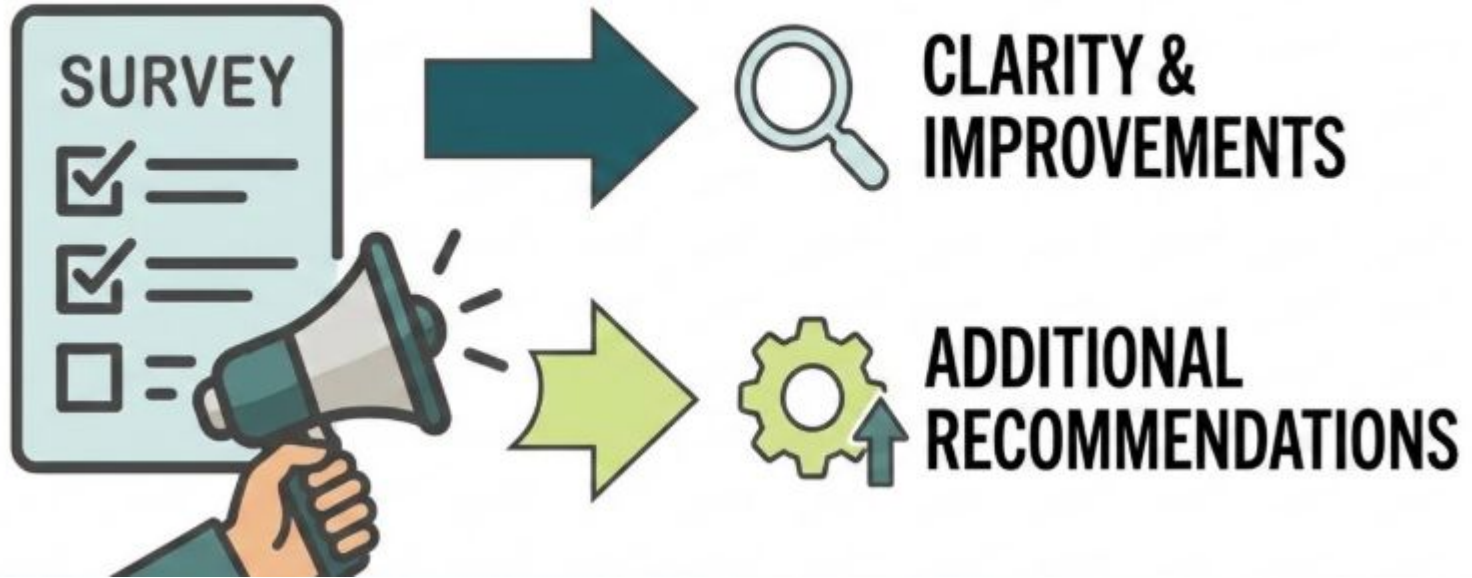 SURVEY
CLARITY &
IMPROVEMENTS
ADDITIONAL
RECOMMENDATIONS